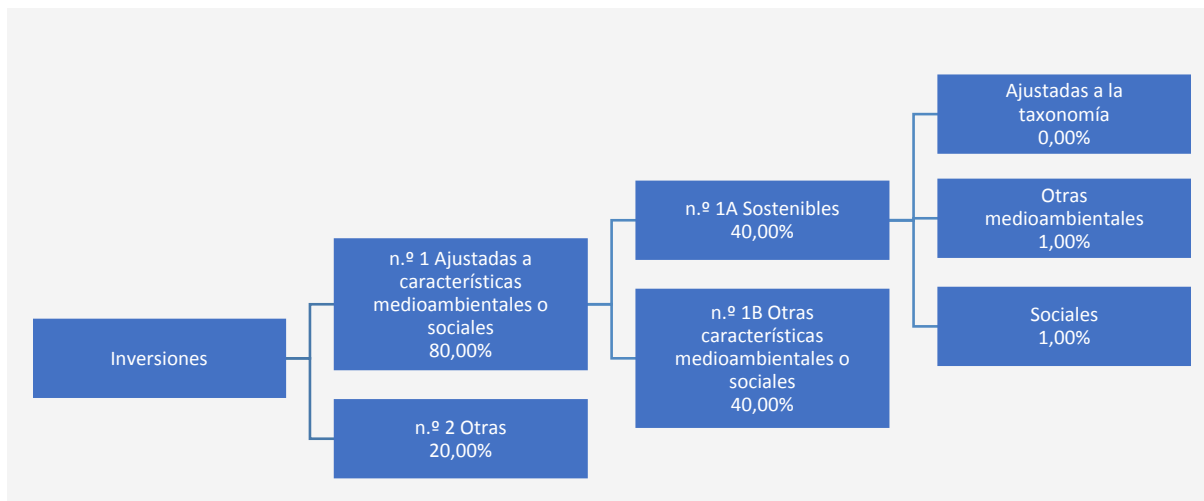 Inversiones
n.º 1 Ajustadas a
características
medioambientales o
sociales
80,00%
n.º 2 Otras
20,00%
n.º 1A Sostenibles
40,00%
n.º 1B Otras
características
medioambientales o
sociales
40,00%
Ajustadas a la
taxonomía
0,00%
Otras
medioambientales
1,00%
Sociales
1,00%